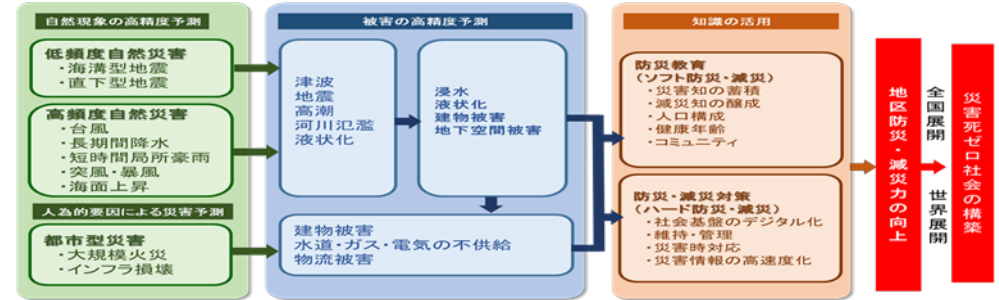 自然現象の高精度予測
低頻度自然災害
・海溝型地震
・直下型地震
高頻度自然災害
・台風
・長期間降水
・短時間局所豪雨
・突風・暴風
・海面上昇
人為的要因による災害予測
都市型災害
・大規模火災
・インフラ損壊
被害の高精度予測
津波
地震
高潮
河川氾濫
液状化
浸水
液状化
建物被害
地下空間被害
建物被害
水道・ガス・電気の不供給
物流被害
知識の活用
防災教育
(ソフト防災・減災)
・災害知の蓄積
・減災知の醸成
・人口構成
・健康年齢
・コミュニティ
防災・減災対策
(ハード防災・減災)
・社会基盤のデジタル化
・維持・管理
・災害時対応
・災害情報の高速度化
地区防災・減災力の向上
全国展開
世界展開
災害死ゼロ社会の構築